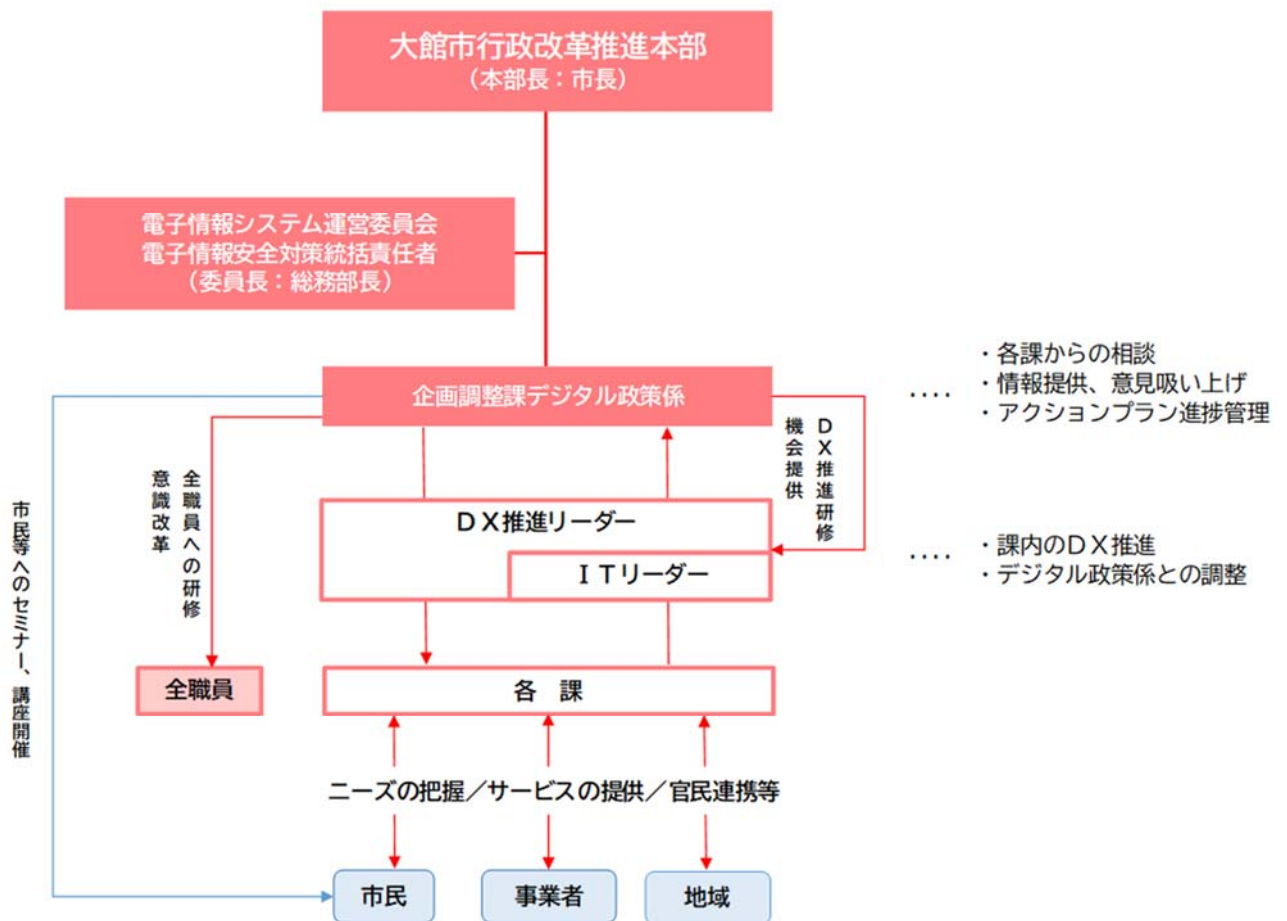 大館市行政改革推進本部
（本部長：市長）
電子情報システム運営委員会
電子情報安全対策統括責任者
（委員長：総務部長）
企画調整課デジタル政策係
‥‥
・各課からの相談
・情報提供、意見吸い上げ
・アクションプラン進捗管理
ＤＸ推進研修
機会提供
全職員への研修
意識改革
市民等へのセミナー、講座開催
ＤＸ推進リーダー
ＩＴリーダー
‥‥
・課内のＤＸ推進
・デジタル政策係との調整
全職員
各　課
ニーズの把握／サービスの提供／官民連携等
市民
事業者
地域